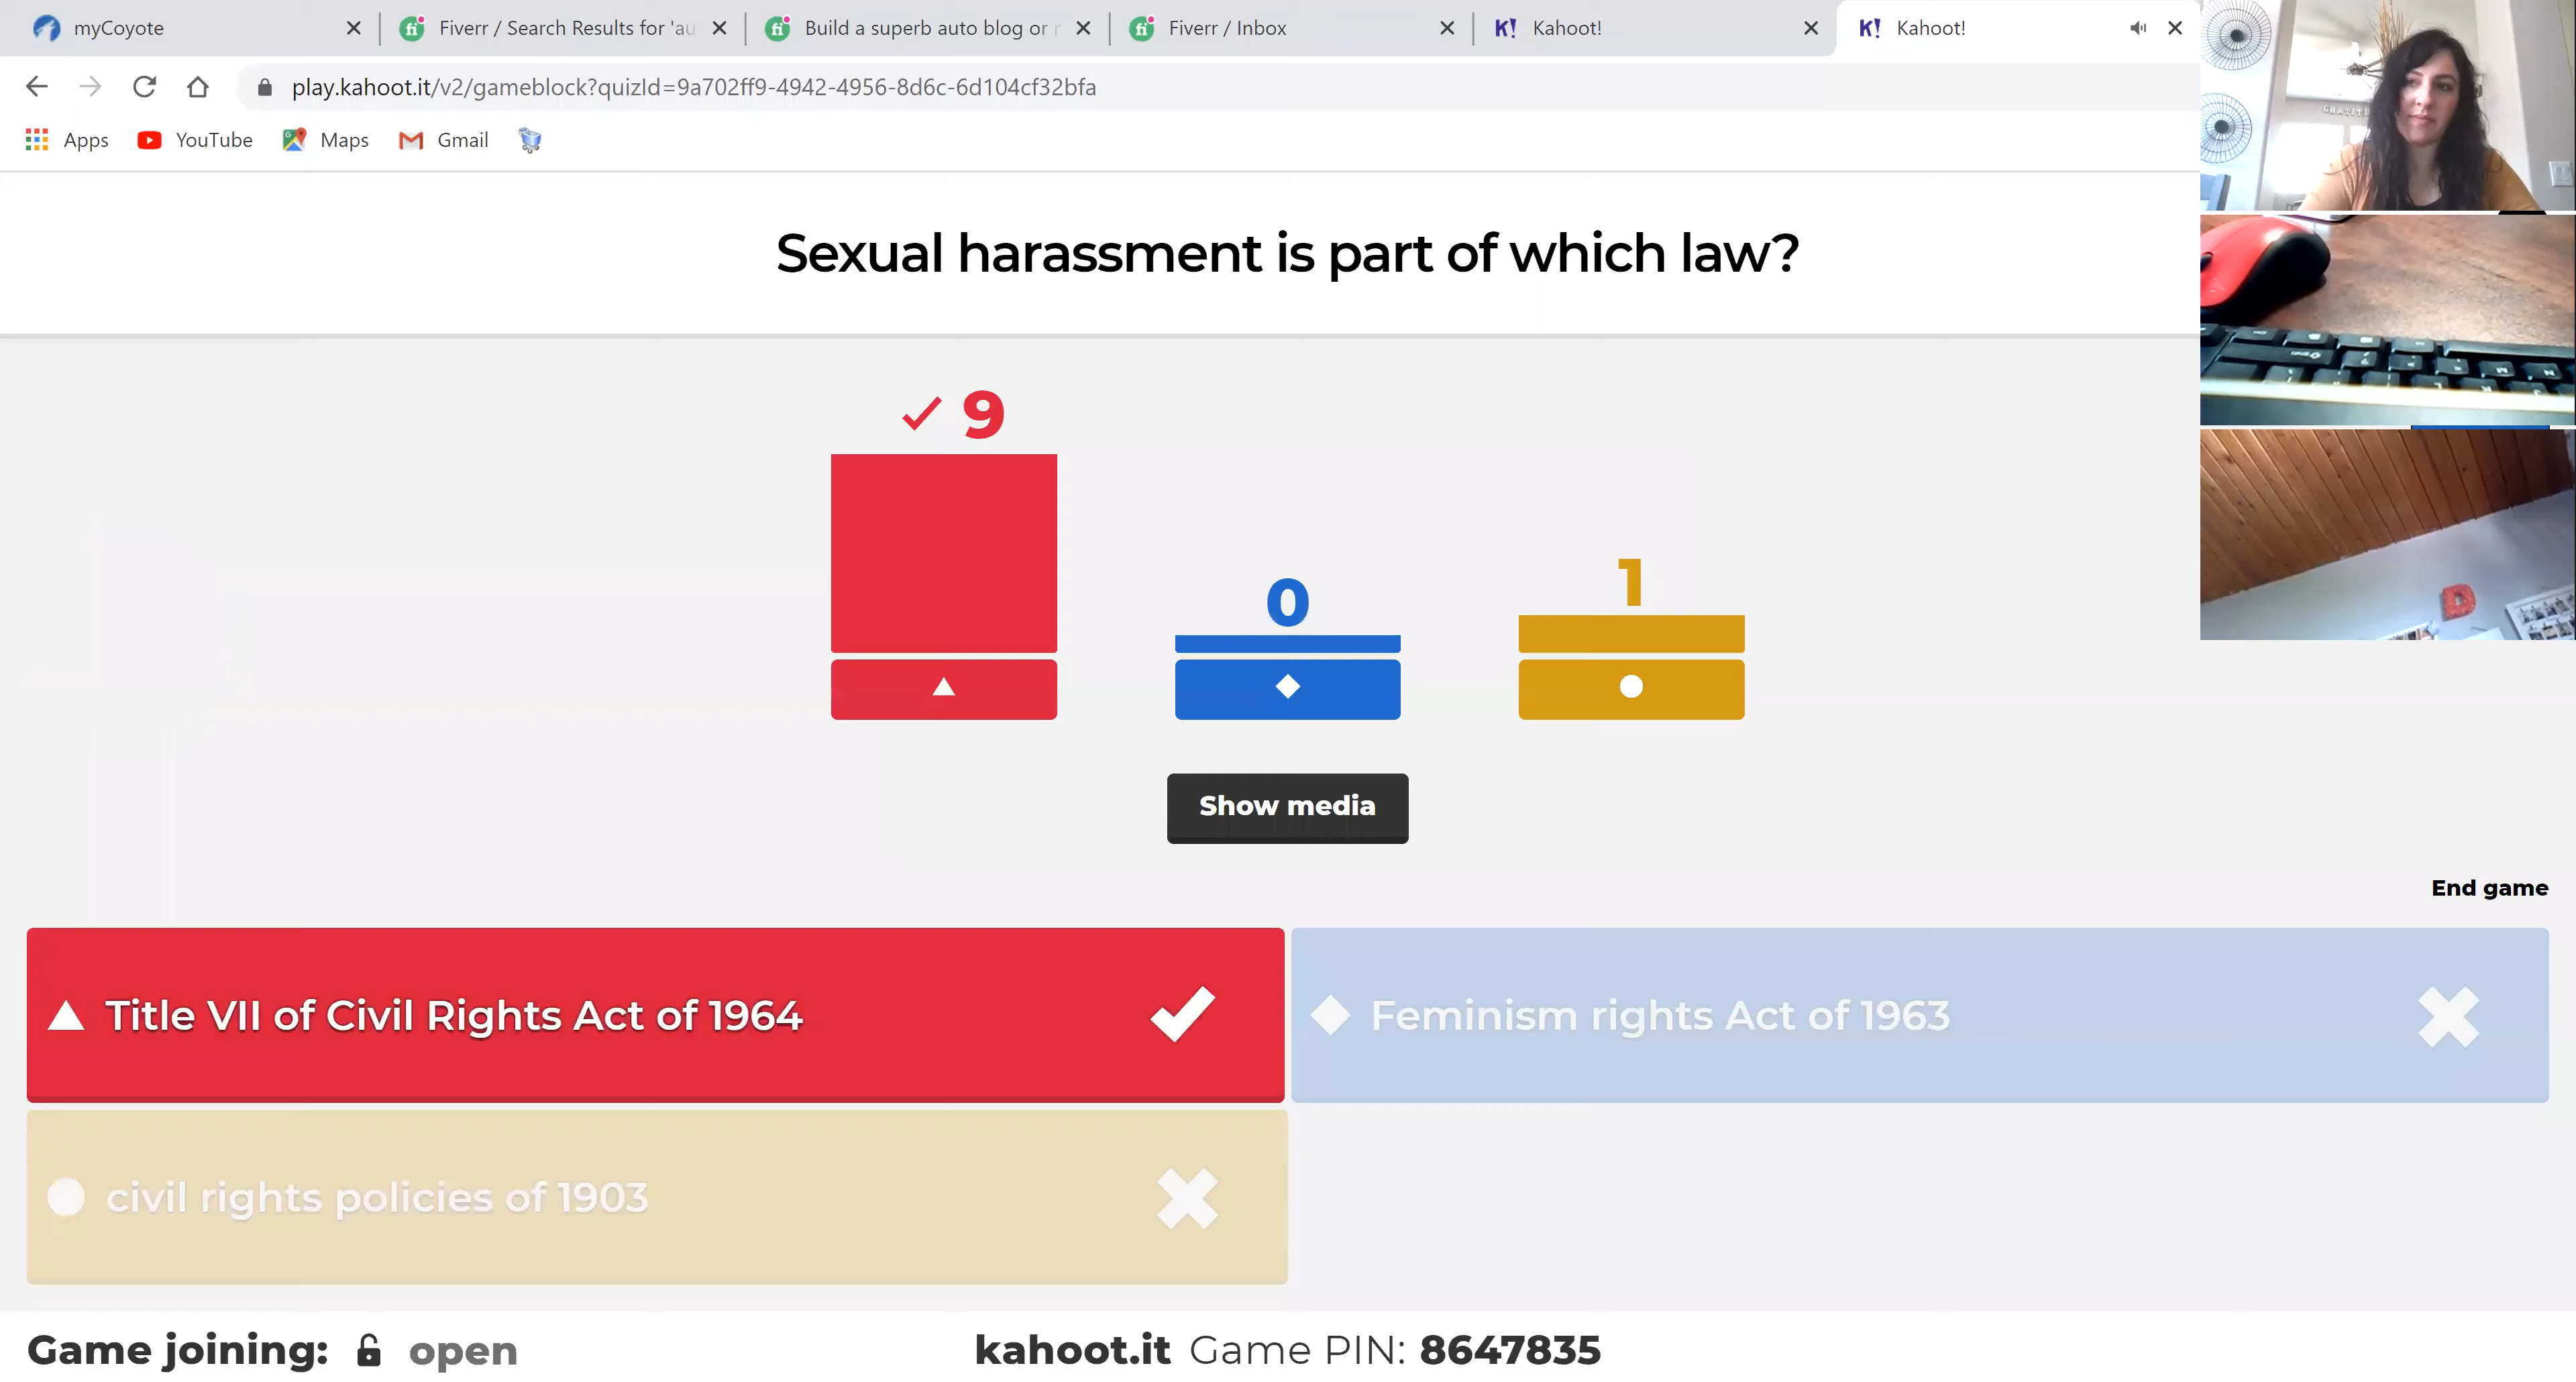 myCoyote
Fiverr / Search Results for 'au
Build a superb auto blog or
Fiverr / Inbox
K! Kahoot!
K! Kahoot!
play.kahoot.it/v2/gameblock?quizId=9a702ff9-4942-4956-8d6c-6d104cf32bfa
Apps
YouTube
Maps
Gmail
Sexual harassment is part of which law?
9
0
1
Show media
End game
Title VII of Civil Rights Act of 1964
Feminism rights Act of 1963
civil rights policies of 1903
Game joining: open
kahoot.it Game PIN: 8647835
D